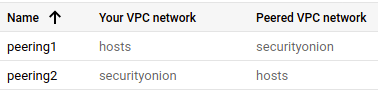 Name ↑ Your VPC network Peered VPC network
peering1 hosts securityonion
peering2 securityonion hosts